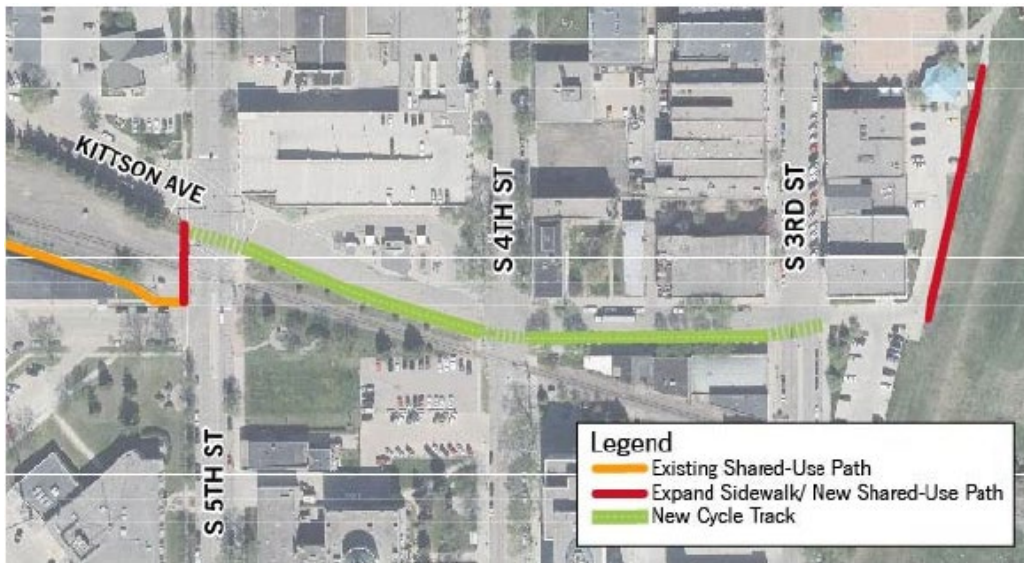 KITTSON AVE
S 4TH ST
S 3RD ST
S 5TH ST
Legend
Existing Shared-Use Path
Expand Sidewalk/ New Shared-Use Path
New Cycle Track